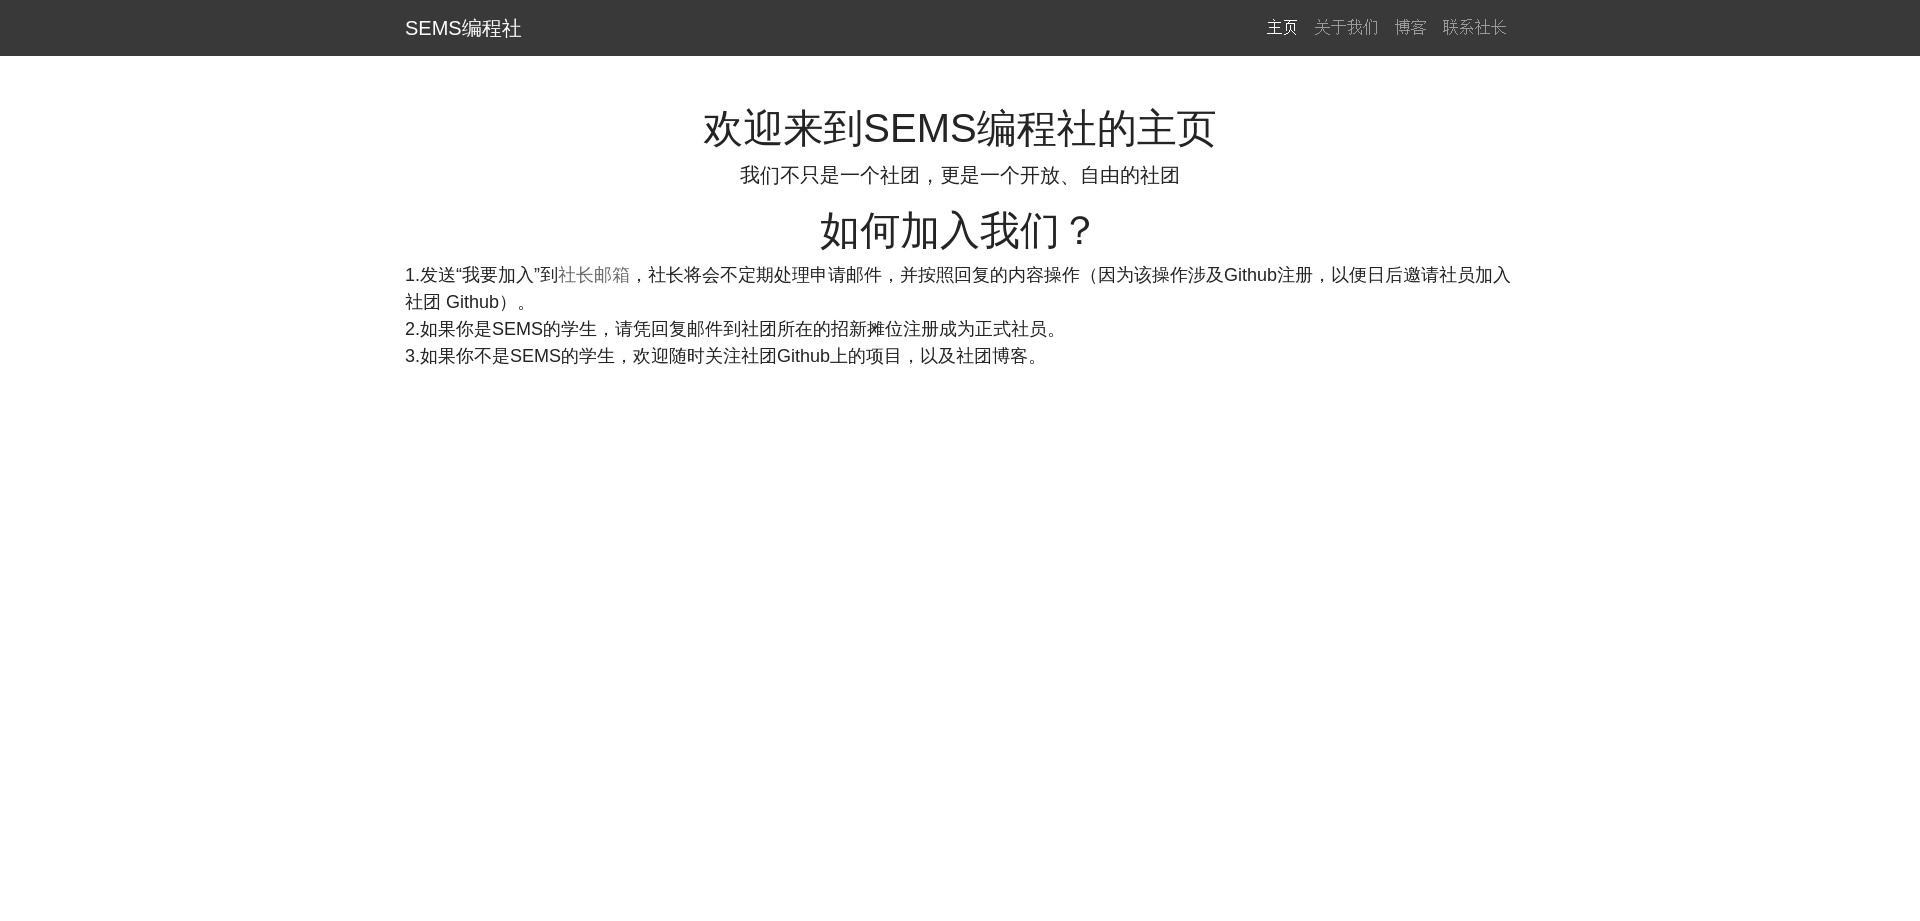 SEMS编程社
主页 关于我们 博客 联系社长
欢迎来到SEMS编程社的主页
我们不只是一个社团，更是一个开放、自由的社团
如何加入我们？
1.发送“我要加入”到社长邮箱，社长将会不定期处理申请邮件，并按照回复的内容操作（因为该操作涉及Github注册，以便日后邀请社员加入
社团 Github）。
2.如果你是SEMS的学生，请凭回复邮件到社团所在的招新摊位注册成为正式社员。
3.如果你不是SEMS的学生，欢迎随时关注社团Github上的项目，以及社团博客。